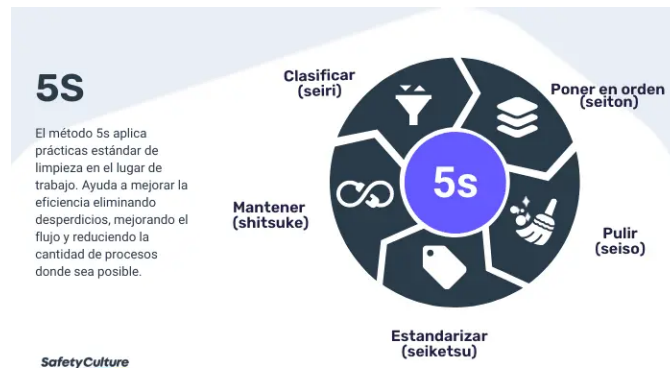 5S
El método 5s aplica
prácticas estándar de
limpieza en el lugar de
trabajo. Ayuda a mejorar la
eficiencia eliminando
desperdicios, mejorando el
flujo y reduciendo la
cantidad de procesos
donde sea posible.
Clasificar
(seiri)
Poner en orden
(seiton)
5s
Mantener
(shitsuke)
Pulir
(seiso)
Estandarizar
(seiketsu)
SafetyCulture